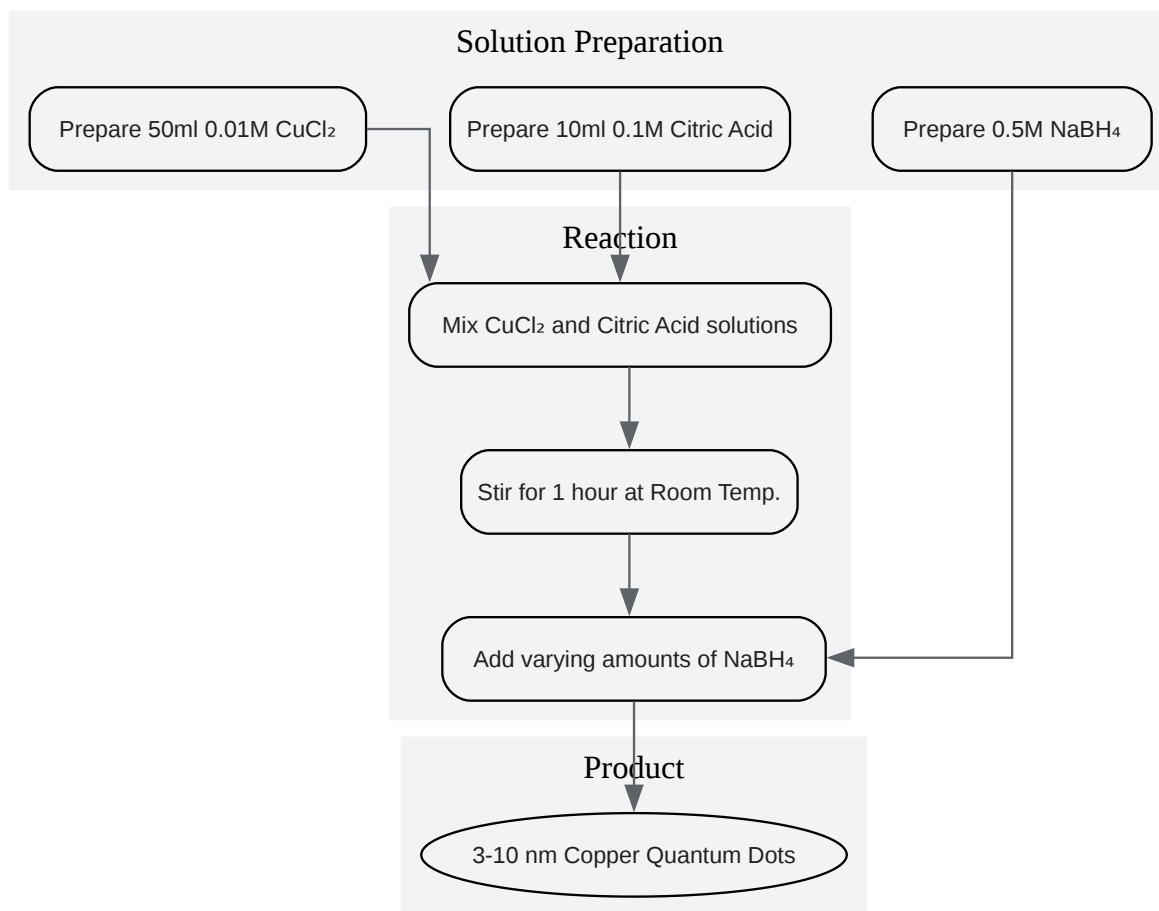 Solution Preparation
Prepare 50ml 0.01M CuCl₂
Prepare 10ml 0.1M Citric Acid
Prepare 0.5M NaBH₄
Reaction
Mix CuCl₂ and Citric Acid solutions
Stir for 1 hour at Room Temp.
Add varying amounts of NaBH₄
Product
3-10 nm Copper Quantum Dots